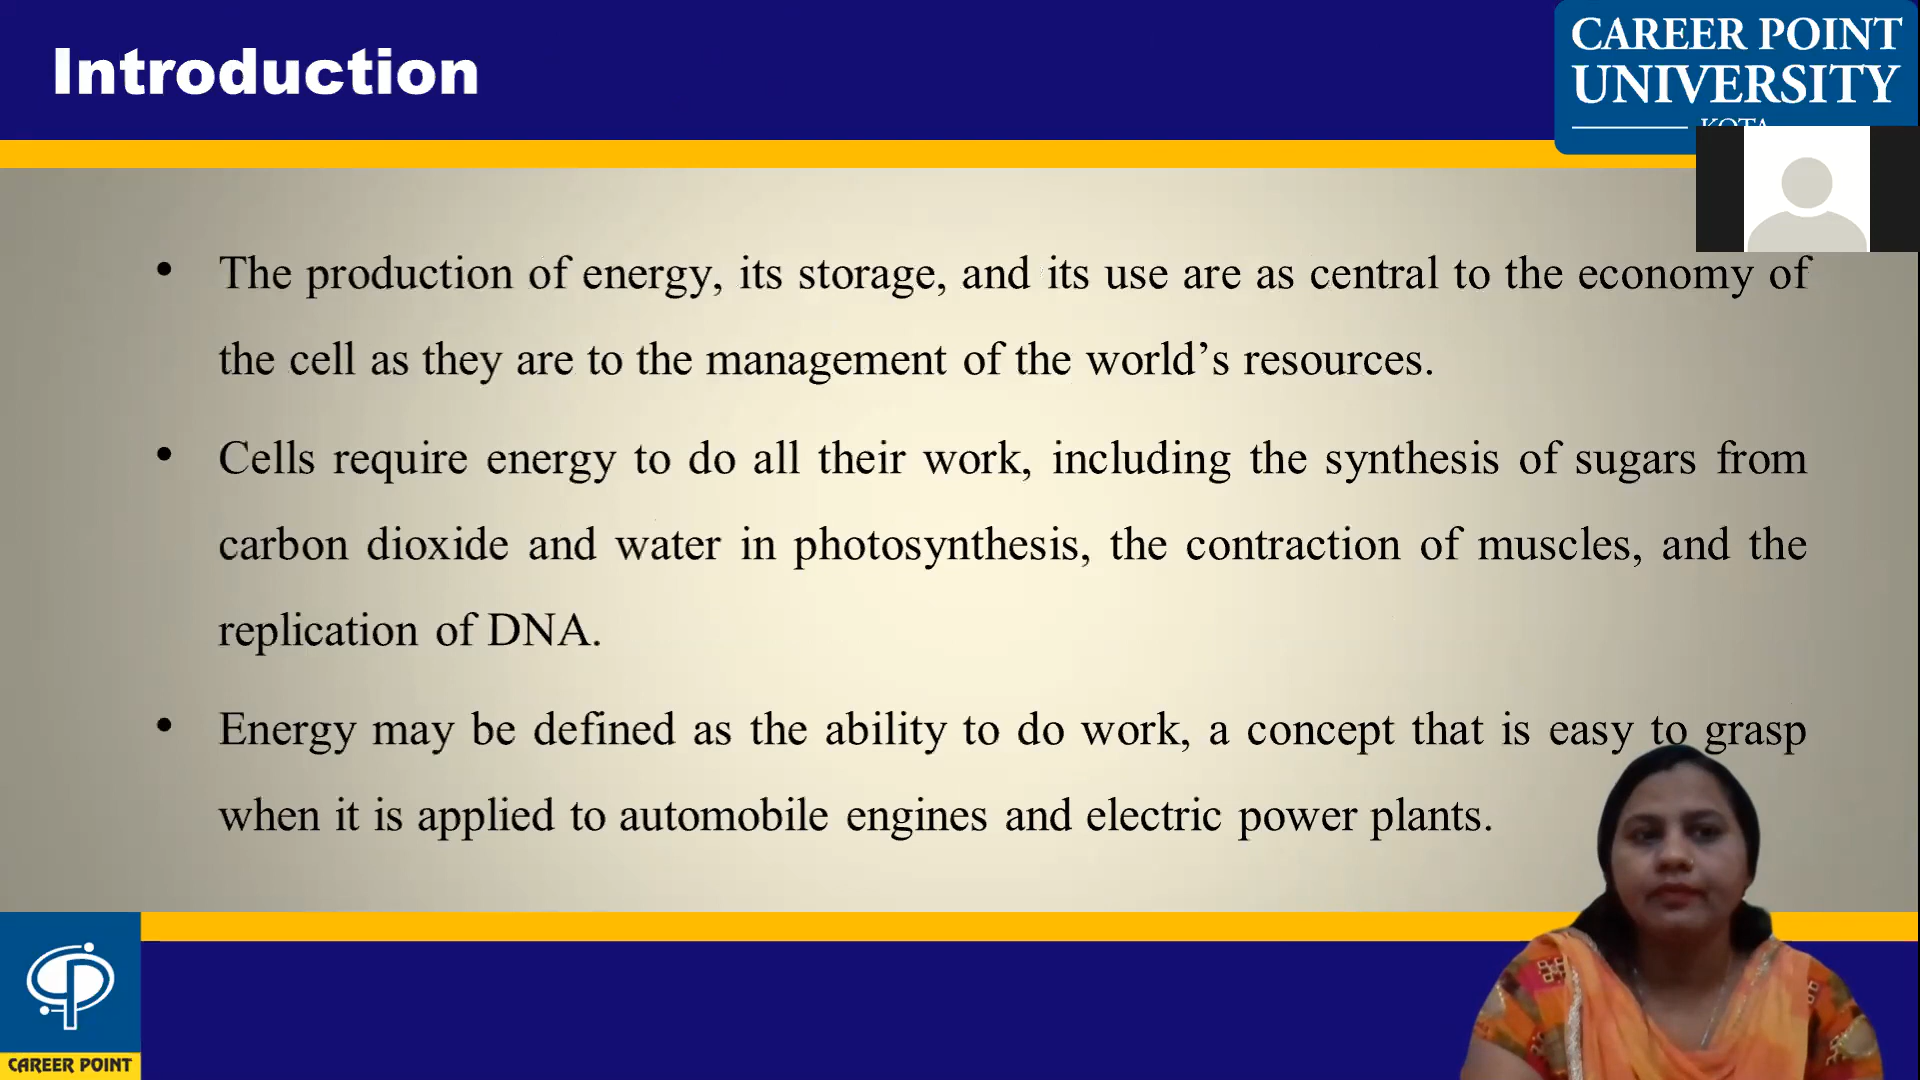 Introduction
CAREER POINT
UNIVERSITY
KOTA
• The production of energy, its storage, and its use are as central to the economy of
the cell as they are to the management of the world’s resources.
• Cells require energy to do all their work, including the synthesis of sugars from
carbon dioxide and water in photosynthesis, the contraction of muscles, and the
replication of DNA.
• Energy may be defined as the ability to do work, a concept that is easy to grasp
when it is applied to automobile engines and electric power plants.
CAREER POINT